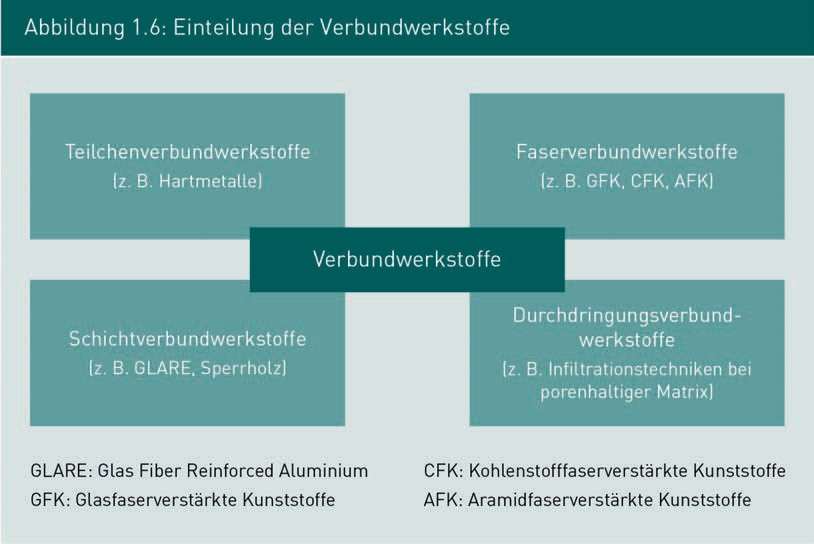 Abbildung 1.6: Einteilung der Verbundwerkstoffe
Teilchenverbundwerkstoffe
(z. B. Hartmetalle)
Faserverbundwerkstoffe
(z. B. GFK, CFK, AFK)
Verbundwerkstoffe
Schichtverbundwerkstoffe
(z. B. GLARE, Sperrholz)
Durchdringungsverbund-
werkstoffe
(z. B. Infiltrationstechniken bei
porenhaltiger Matrix)
GLARE: Glas Fiber Reinforced Aluminium
GFK: Glasfaserverstärkte Kunststoffe
CFK: Kohlenstofffaserverstärkte Kunststoffe
AFK: Aramidfaserverstärkte Kunststoffe